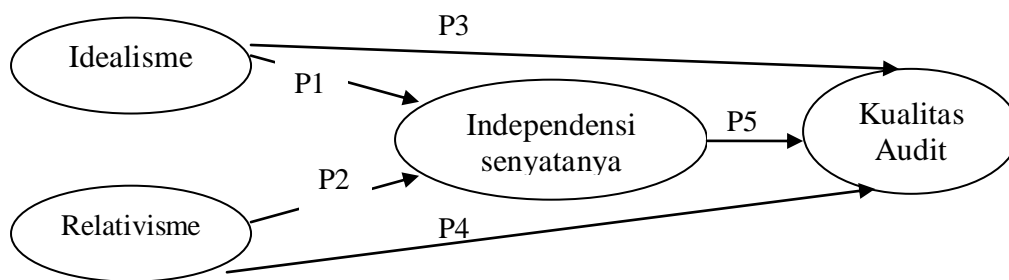 P3
Idealisme
P1
Independensi
senyatanya
P5
Kualitas
Audit
P2
Relativisme
P4